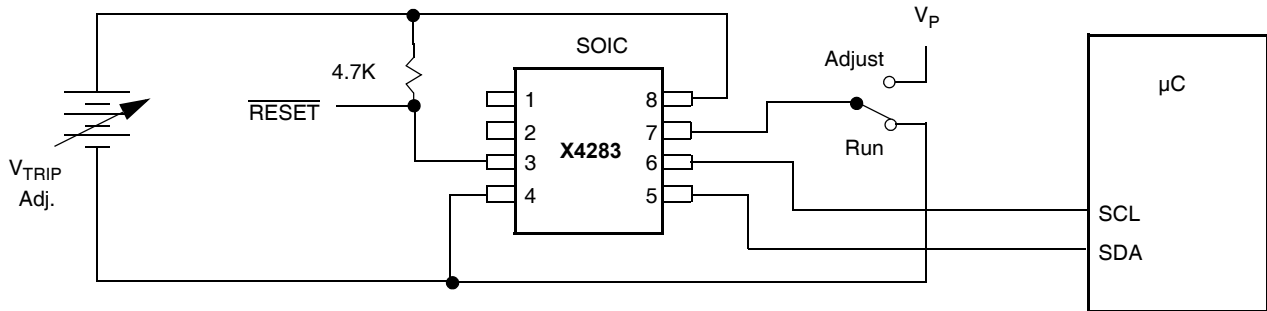 V_P
SOIC
Adjust
4.7K
µC
RESET
1
8
2
7
X4283
Run
3
6
V_TRIP
Adj.
4
5
SCL
SDA